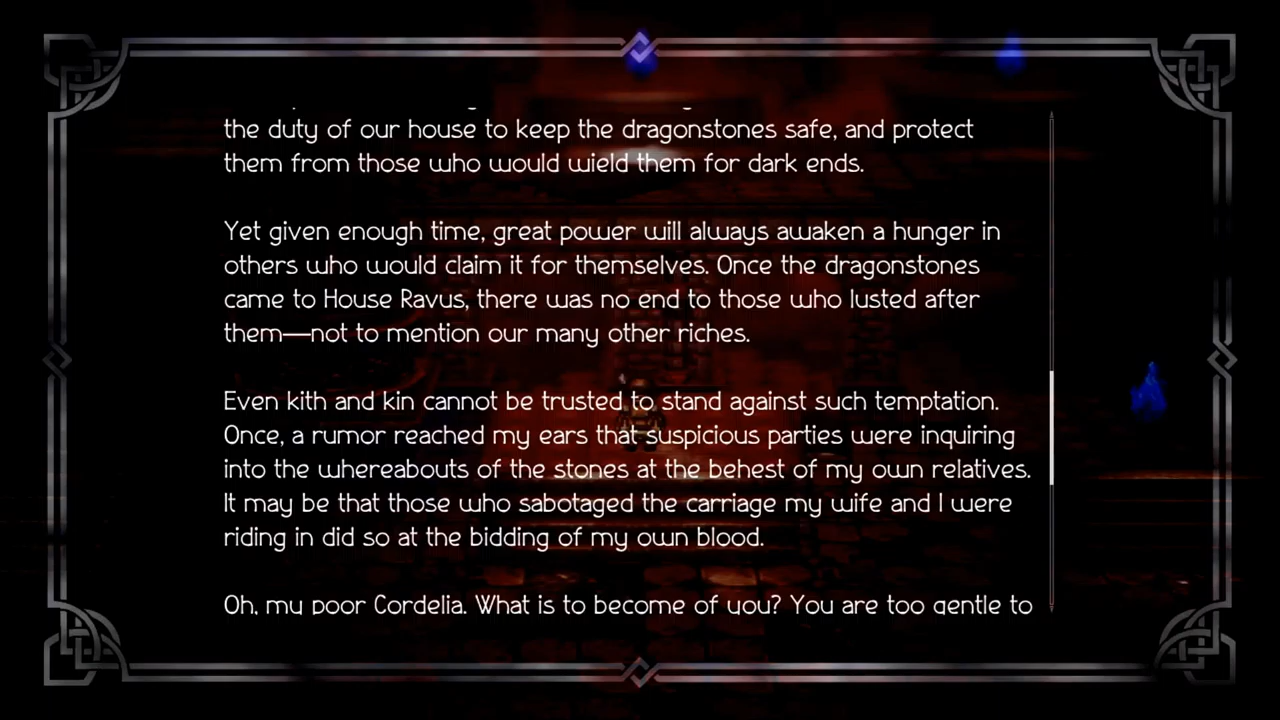 the duty of our house to keep the dragonstones safe, and protect
them from those who would wield them for dark ends.
Yet given enough time, great power will always awaken a hunger in
others who would claim it for themselves. Once the dragonstones
came to House Ravus, there was no end to those who lusted after
them—not to mention our many other riches.
Even kith and kin cannot be trusted to stand against such temptation.
Once, a rumor reached my ears that suspicious parties were inquiring
into the whereabouts of the stones at the behest of my own relatives.
It may be that those who sabotaged the carriage my wife and I were
riding in did so at the bidding of my own blood.
Oh, my poor Cordelia. What is to become of you? You are too gentle to